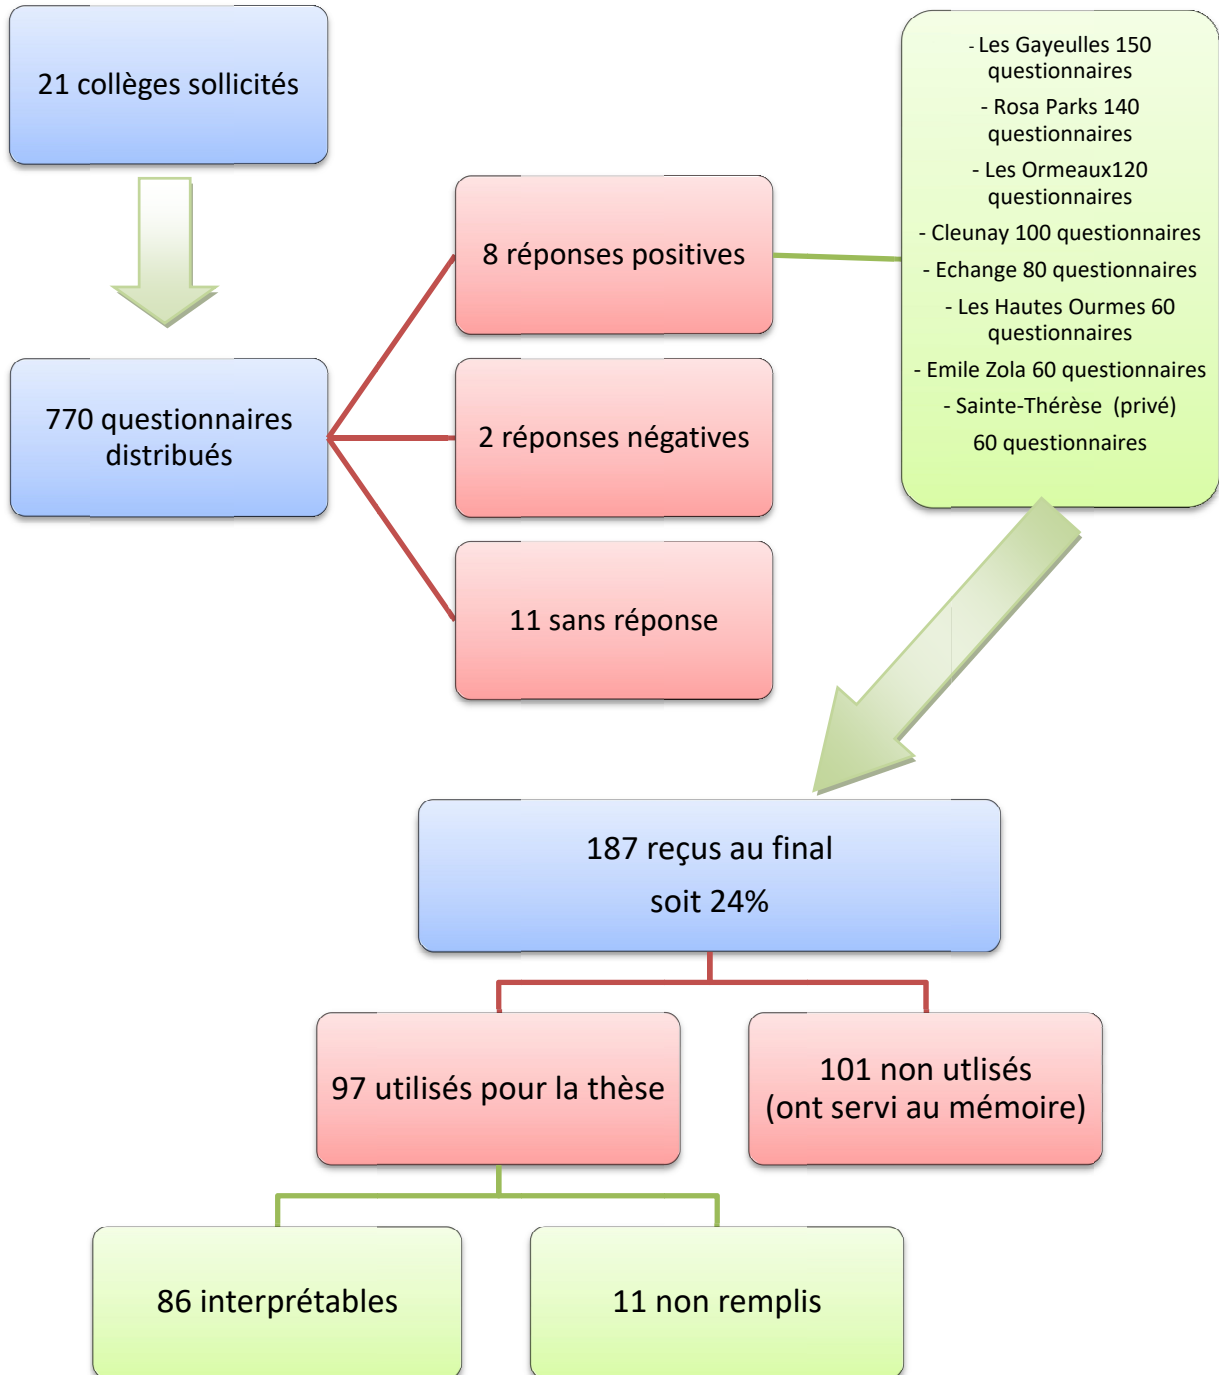 21 collèges sollicités
770 questionnaires
distribués
8 réponses positives
2 réponses négatives
11 sans réponse
- Les Gayeulles 150
questionnaires
- Rosa Parks 140
questionnaires
- Les Ormeaux120
questionnaires
- Cleunay 100 questionnaires
- Echange 80 questionnaires
- Les Hautes Ourmes 60
questionnaires
- Emile Zola 60 questionnaires
- Sainte-Thérèse (privé)
60 questionnaires
187 reçus au final
soit 24%
97 utilisés pour la thèse
101 non utlisés
(ont servi au mémoire)
86 interprétables
11 non remplis